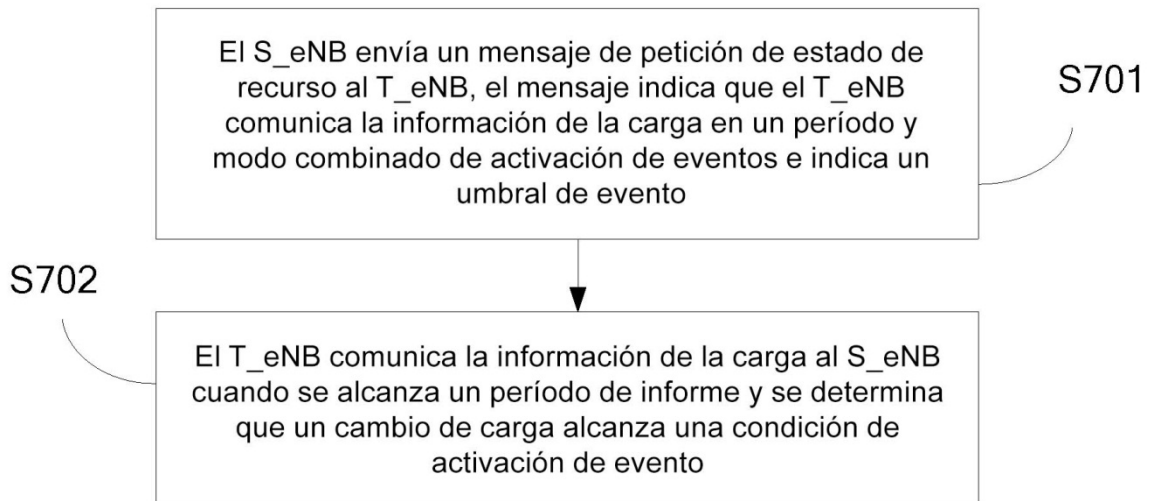 El S_eNB envía un mensaje de petición de estado de
recurso al T_eNB, el mensaje indica que el T_eNB
comunica la información de la carga en un período y
modo combinado de activación de eventos e indica un
umbral de evento
S701
S702
El T_eNB comunica la información de la carga al S_eNB
cuando se alcanza un período de informe y se determina
que un cambio de carga alcanza una condición de
activación de evento